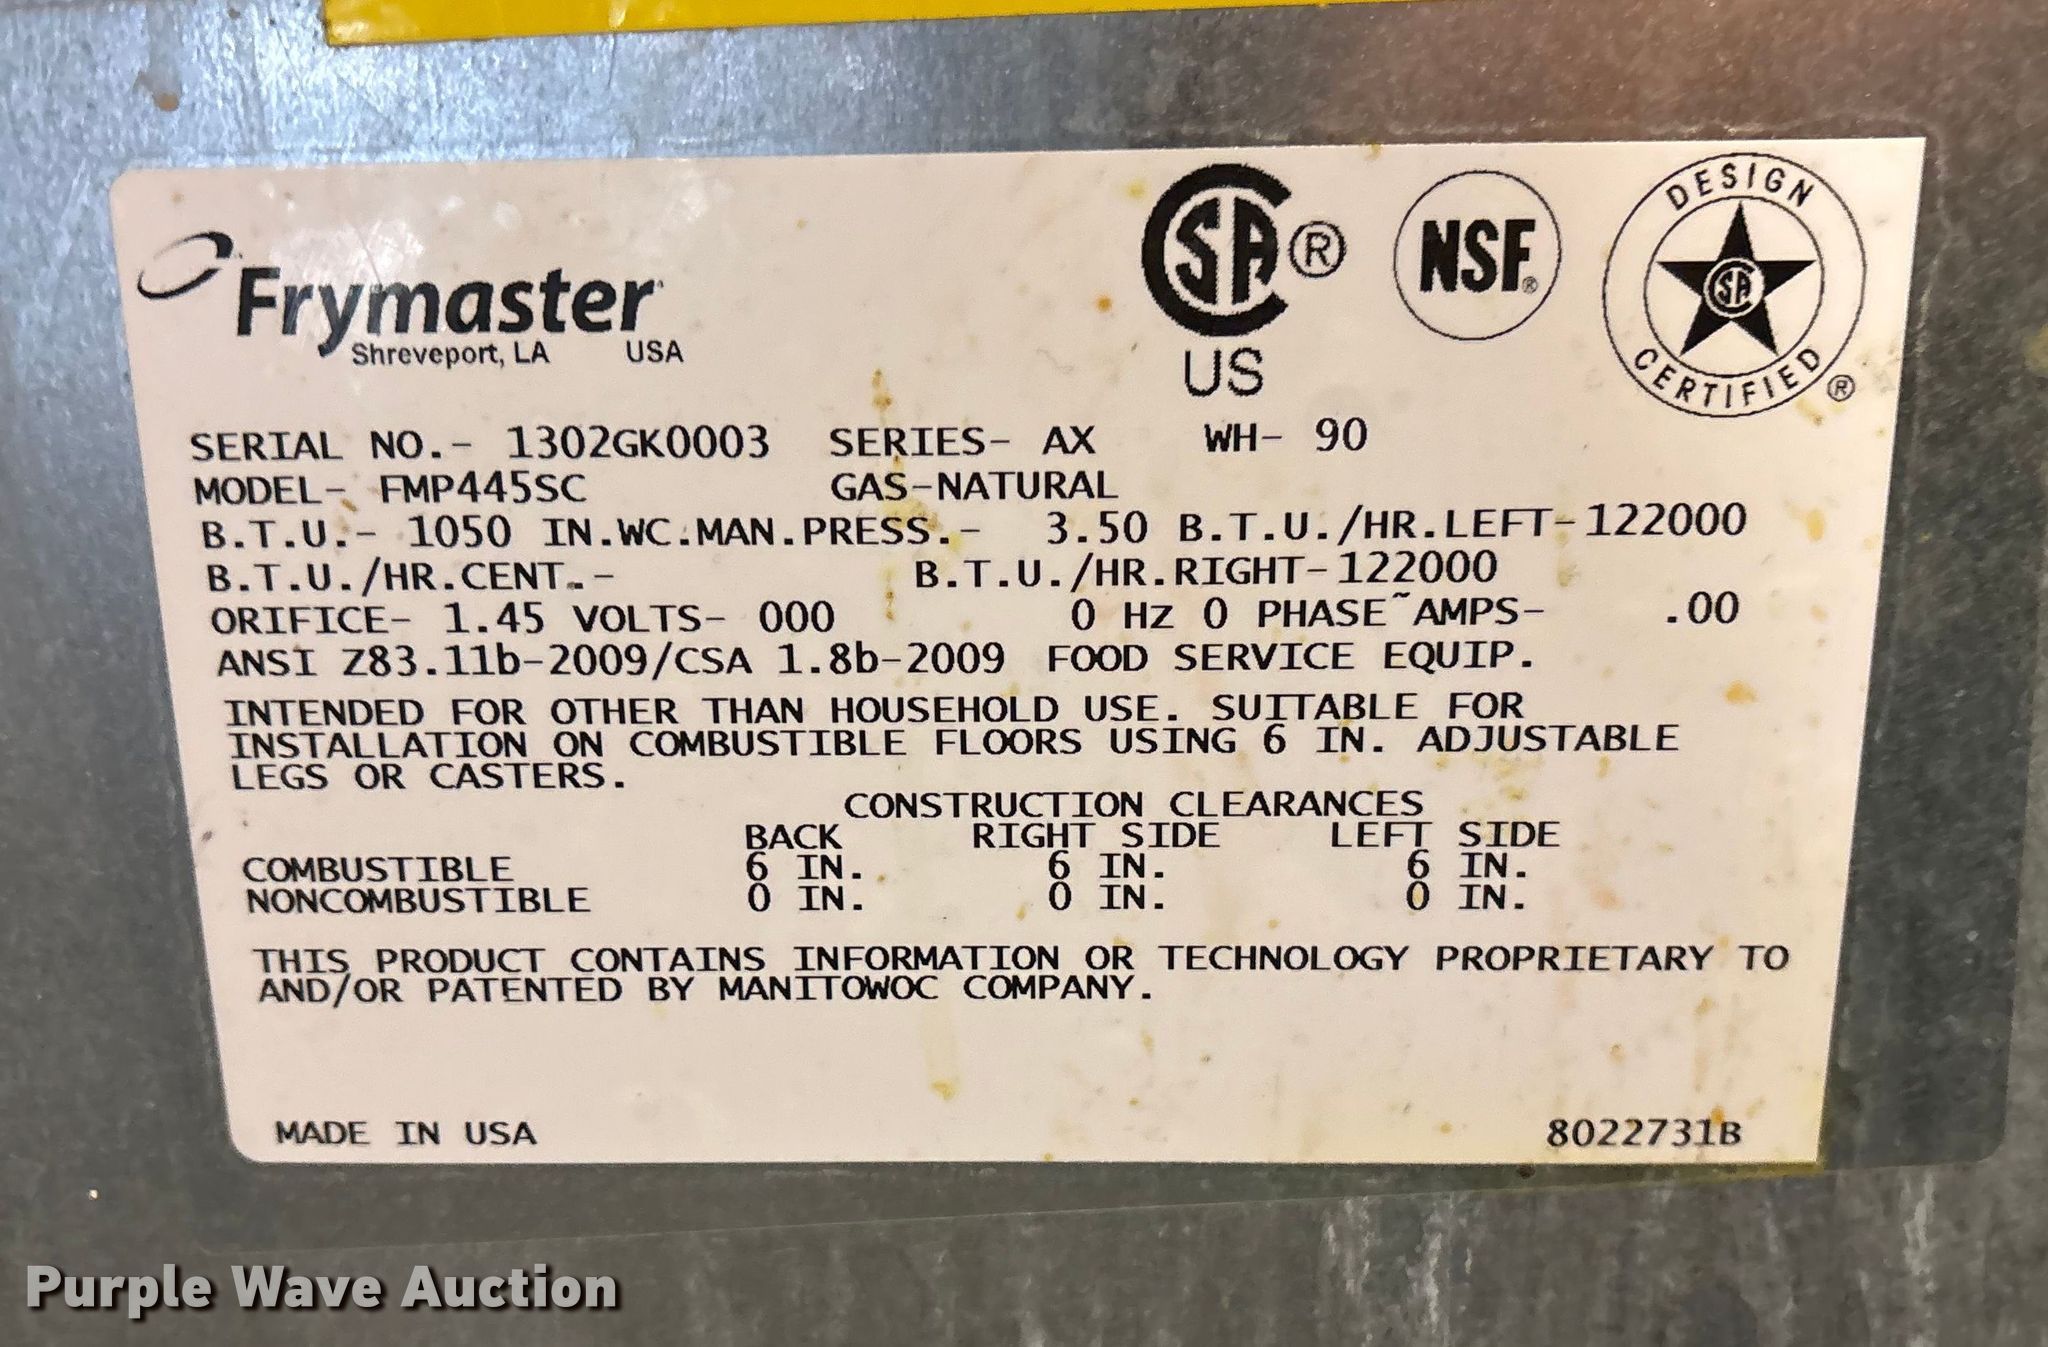 DESIGN
SA ® NSF® SA
US
CERTIFIED ®
Frymaster
Shreveport, LA USA
SERIAL NO.- 1302GK0003 SERIES- AX WH- 90
MODEL- FMP445SC GAS-NATURAL
B.T.U.- 1050 IN.WC.MAN.PRESS.- 3.50 B.T.U./HR.LEFT-122000
B.T.U./HR.CENT.- B.T.U./HR.RIGHT-122000
ORIFICE- 1.45 VOLTS- 000 0 Hz 0 PHASE~AMPS- .00
ANSI Z83.11b-2009/CSA 1.8b-2009 FOOD SERVICE EQUIP.
INTENDED FOR OTHER THAN HOUSEHOLD USE. SUITABLE FOR
INSTALLATION ON COMBUSTIBLE FLOORS USING 6 IN. ADJUSTABLE
LEGS OR CASTERS.
CONSTRUCTION CLEARANCES
BACK RIGHT SIDE LEFT SIDE
COMBUSTIBLE 6 IN. 6 IN. 6 IN.
NONCOMBUSTIBLE 0 IN. 0 IN. 0 IN.
THIS PRODUCT CONTAINS INFORMATION OR TECHNOLOGY PROPRIETARY TO
AND/OR PATENTED BY MANITOWOC COMPANY.
MADE IN USA 8022731B
Purple Wave Auction